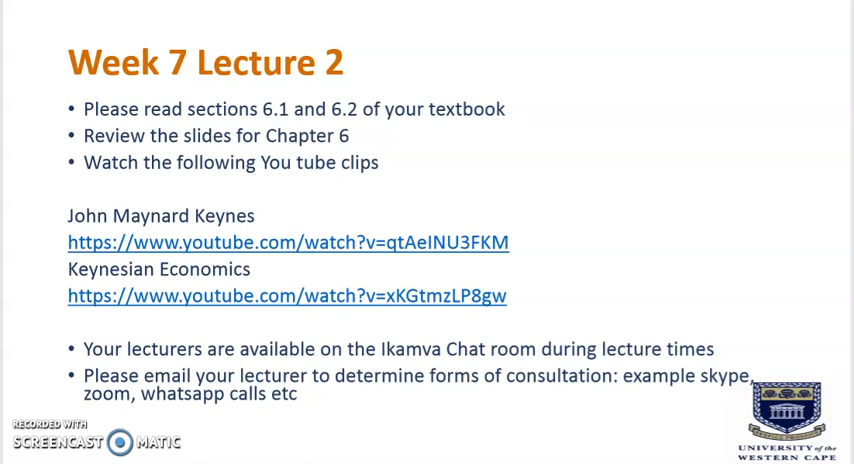 Week 7 Lecture 2
• Please read sections 6.1 and 6.2 of your textbook
• Review the slides for Chapter 6
• Watch the following You tube clips
John Maynard Keynes
https://www.youtube.com/watch?v=qtAeINU3FKM
Keynesian Economics
https://www.youtube.com/watch?v=xKGtmzLP8gw
• Your lecturers are available on the Ikamva Chat room during lecture times
• Please email your lecturer to determine forms of consultation: example skype,
zoom, whatsapp calls etc
RECORDED WITH
SCREENCAST MATIC
UNIVERSITY of the
WESTERN CAPE